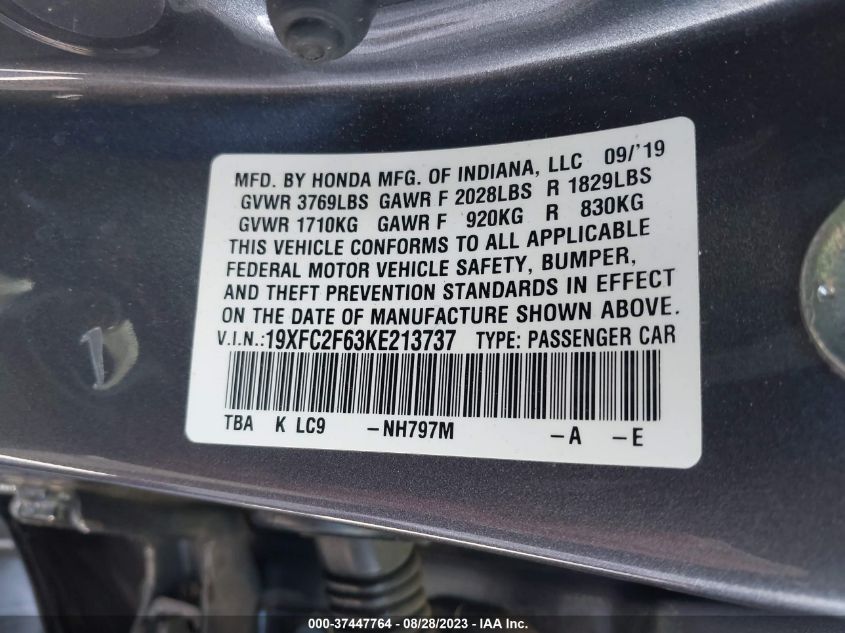 MFD. BY HONDA MFG. OF INDIANA, LLC 09/'19
GVWR 3769LBS GAWR F 2028LBS R 1829LBS
GVWR 1710KG GAWR F 920KG R 830KG
THIS VEHICLE CONFORMS TO ALL APPLICABLE
FEDERAL MOTOR VEHICLE SAFETY, BUMPER,
AND THEFT PREVENTION STANDARDS IN EFFECT
ON THE DATE OF MANUFACTURE SHOWN ABOVE.
V.I.N.:19XFC2F63KE213737 TYPE: PASSENGER CAR
TBA K LC9 -NH797M -A -E
000-37447764 - 08/28/2023 - IAA Inc.